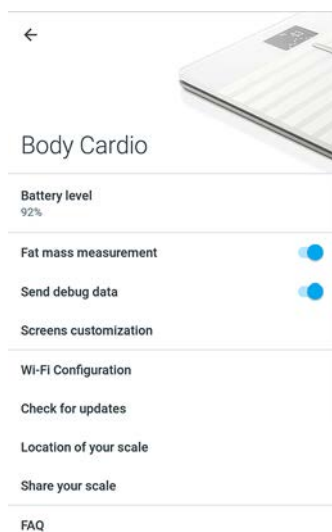 Body Cardio
Battery level
92%
Fat mass measurement
Send debug data
Screens customization
Wi-Fi Configuration
Check for updates
Location of your scale
Share your scale
FAQ